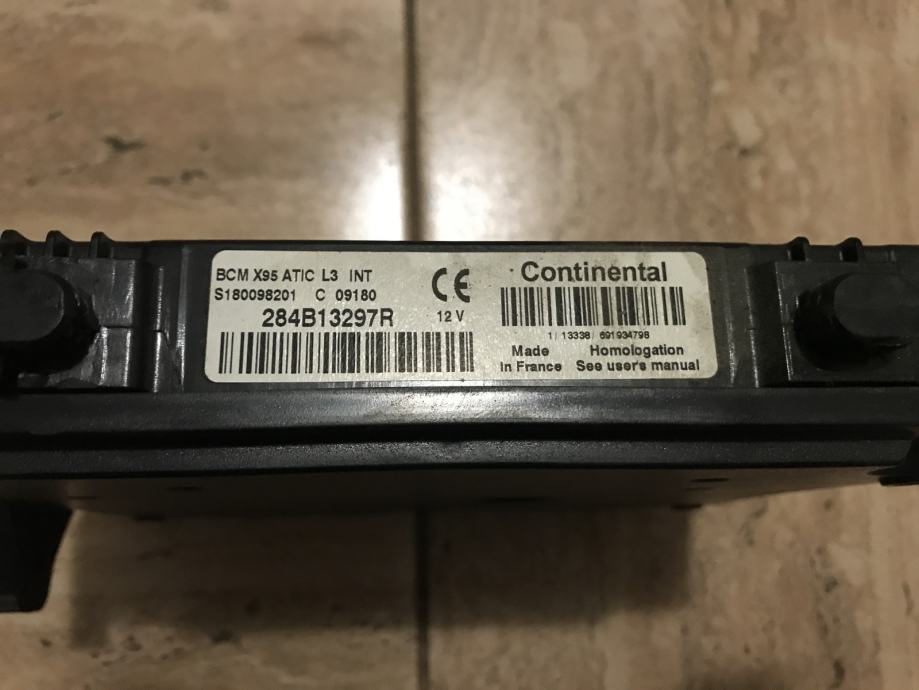 BCM X95 ATIC L3 INT
S180098201 C 09180
284B13297R
CE
12 V
Continental
1 13338 691934798
Made
In France
Homologation
See user's manual